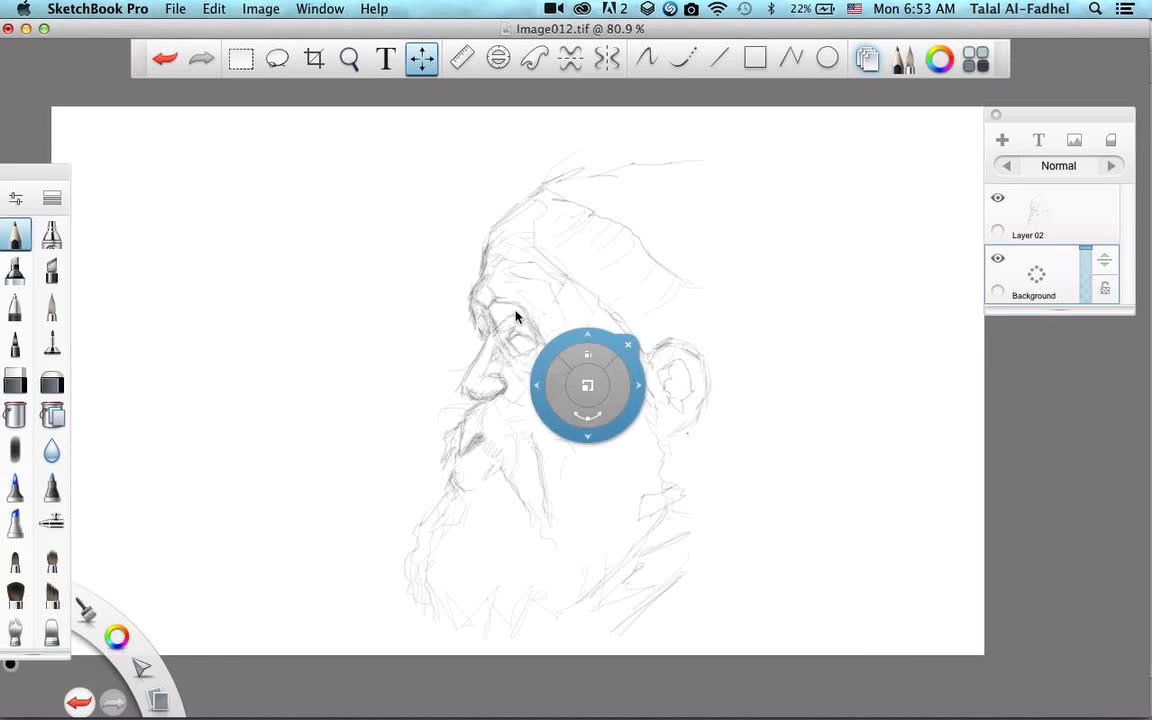 SketchBook Pro File Edit Image Window Help 2 22% Mon 6:53 AM Talal Al-Fadhel
Image012.tif @ 80.9 %
T
T
Normal
Layer 02
Background